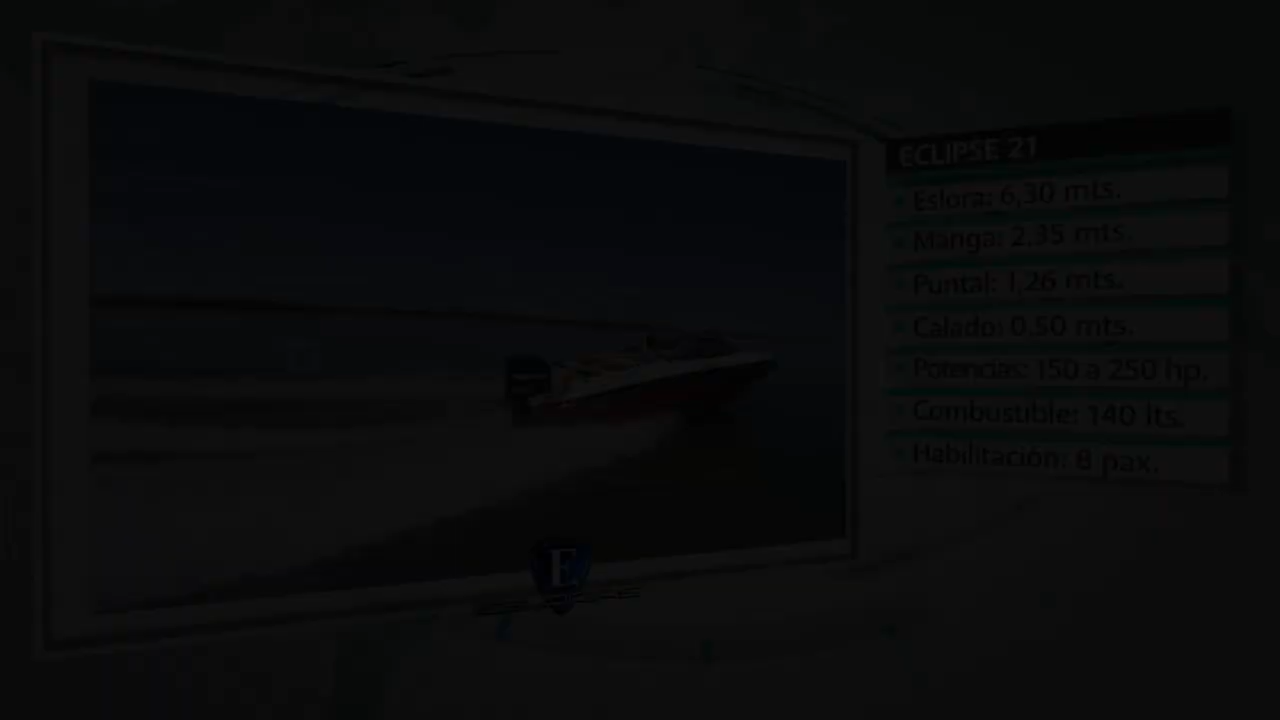 ECLIPSE 21
Eslora: 6,30 mts.
Manga: 2,35 mts.
Puntal: 1,26 mts.
Calado: 0,50 mts.
Potencias: 150 a 250 hp.
Combustible: 140 lts.
Habilitación: 8 pax.
E